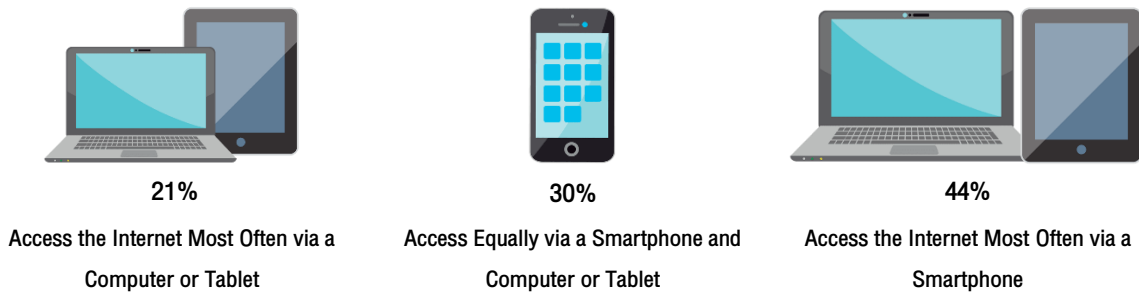 21%
Access the Internet Most Often via a
Computer or Tablet
30%
Access Equally via a Smartphone and
Computer or Tablet
44%
Access the Internet Most Often via a
Smartphone